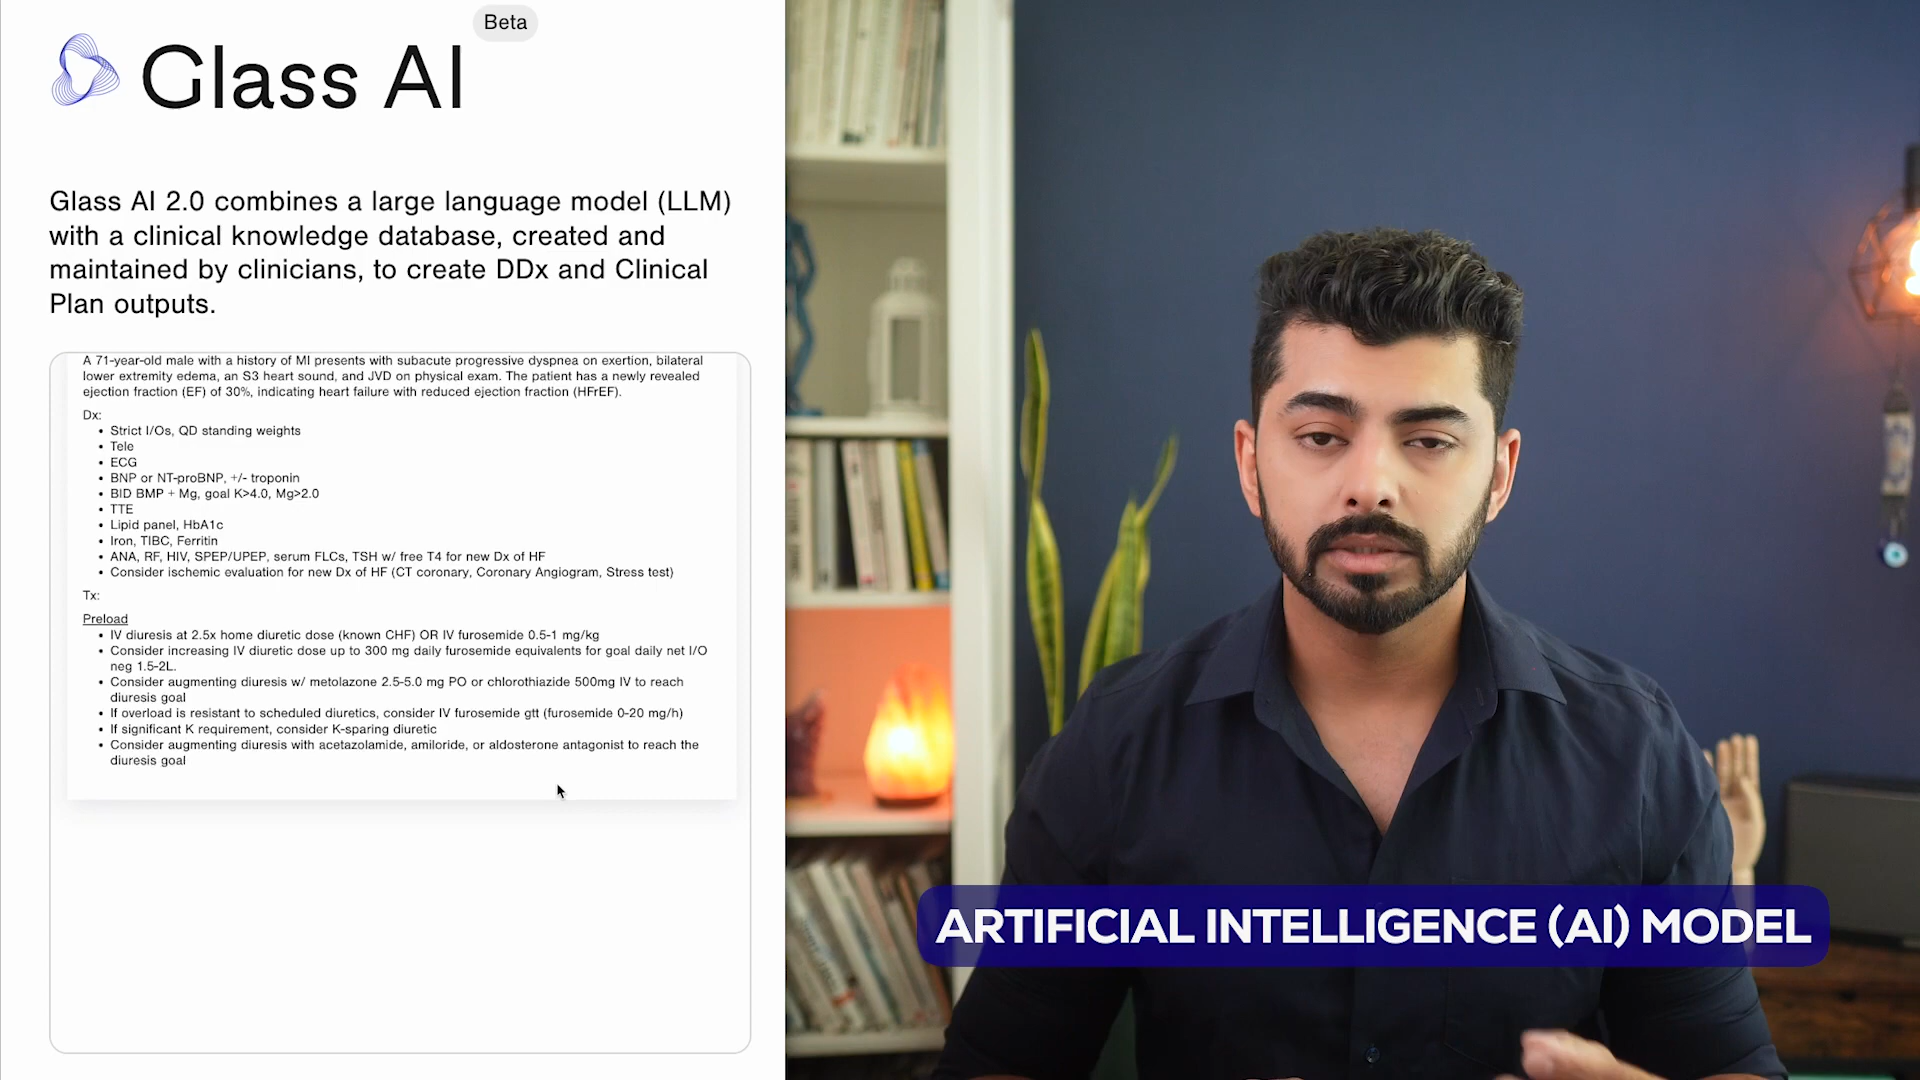 Beta
Glass AI
Glass AI 2.0 combines a large language model (LLM)
with a clinical knowledge database, created and
maintained by clinicians, to create DDx and Clinical
Plan outputs.
A 71-year-old male with a history of MI presents with subacute progressive dyspnea on exertion, bilateral
lower extremity edema, an S3 heart sound, and JVD on physical exam. The patient has a newly revealed
ejection fraction (EF) of 30%, indicating heart failure with reduced ejection fraction (HFrEF).
Dx:
• Strict I/Os, QD standing weights
• Tele
• ECG
• BNP or NT-proBNP, +/- troponin
• BID BMP + Mg, goal K>4.0, Mg>2.0
• TTE
• Lipid panel, HbA1c
• Iron, TIBC, Ferritin
• ANA, RF, HIV, SPEP/UPEP, serum FLCs, TSH w/ free T4 for new Dx of HF
• Consider ischemic evaluation for new Dx of HF (CT coronary, Coronary Angiogram, Stress test)
Tx:
Preload
• IV diuresis at 2.5x home diuretic dose (known CHF) OR IV furosemide 0.5-1 mg/kg
• Consider increasing IV diuretic dose up to 300 mg daily furosemide equivalents for goal daily net I/O
neg 1.5-2L.
• Consider augmenting diuresis w/ metolazone 2.5-5.0 mg PO or chlorothiazide 500mg IV to reach
diuresis goal
• If overload is resistant to scheduled diuretics, consider IV furosemide gtt (furosemide 0-20 mg/h)
• If significant K requirement, consider K-sparing diuretic
• Consider augmenting diuresis with acetazolamide, amiloride, or aldosterone antagonist to reach the
diuresis goal
ARTIFICIAL INTELLIGENCE (AI) MODEL